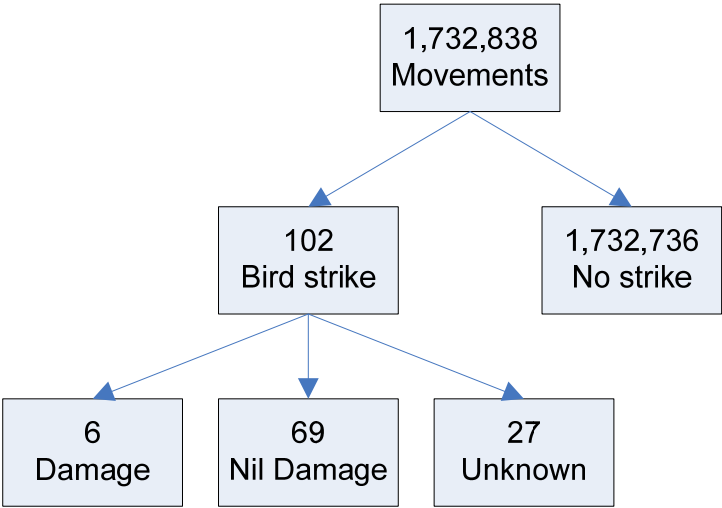 1,732,838
Movements
102
Bird strike
1,732,736
No strike
6
Damage
69
Nil Damage
27
Unknown